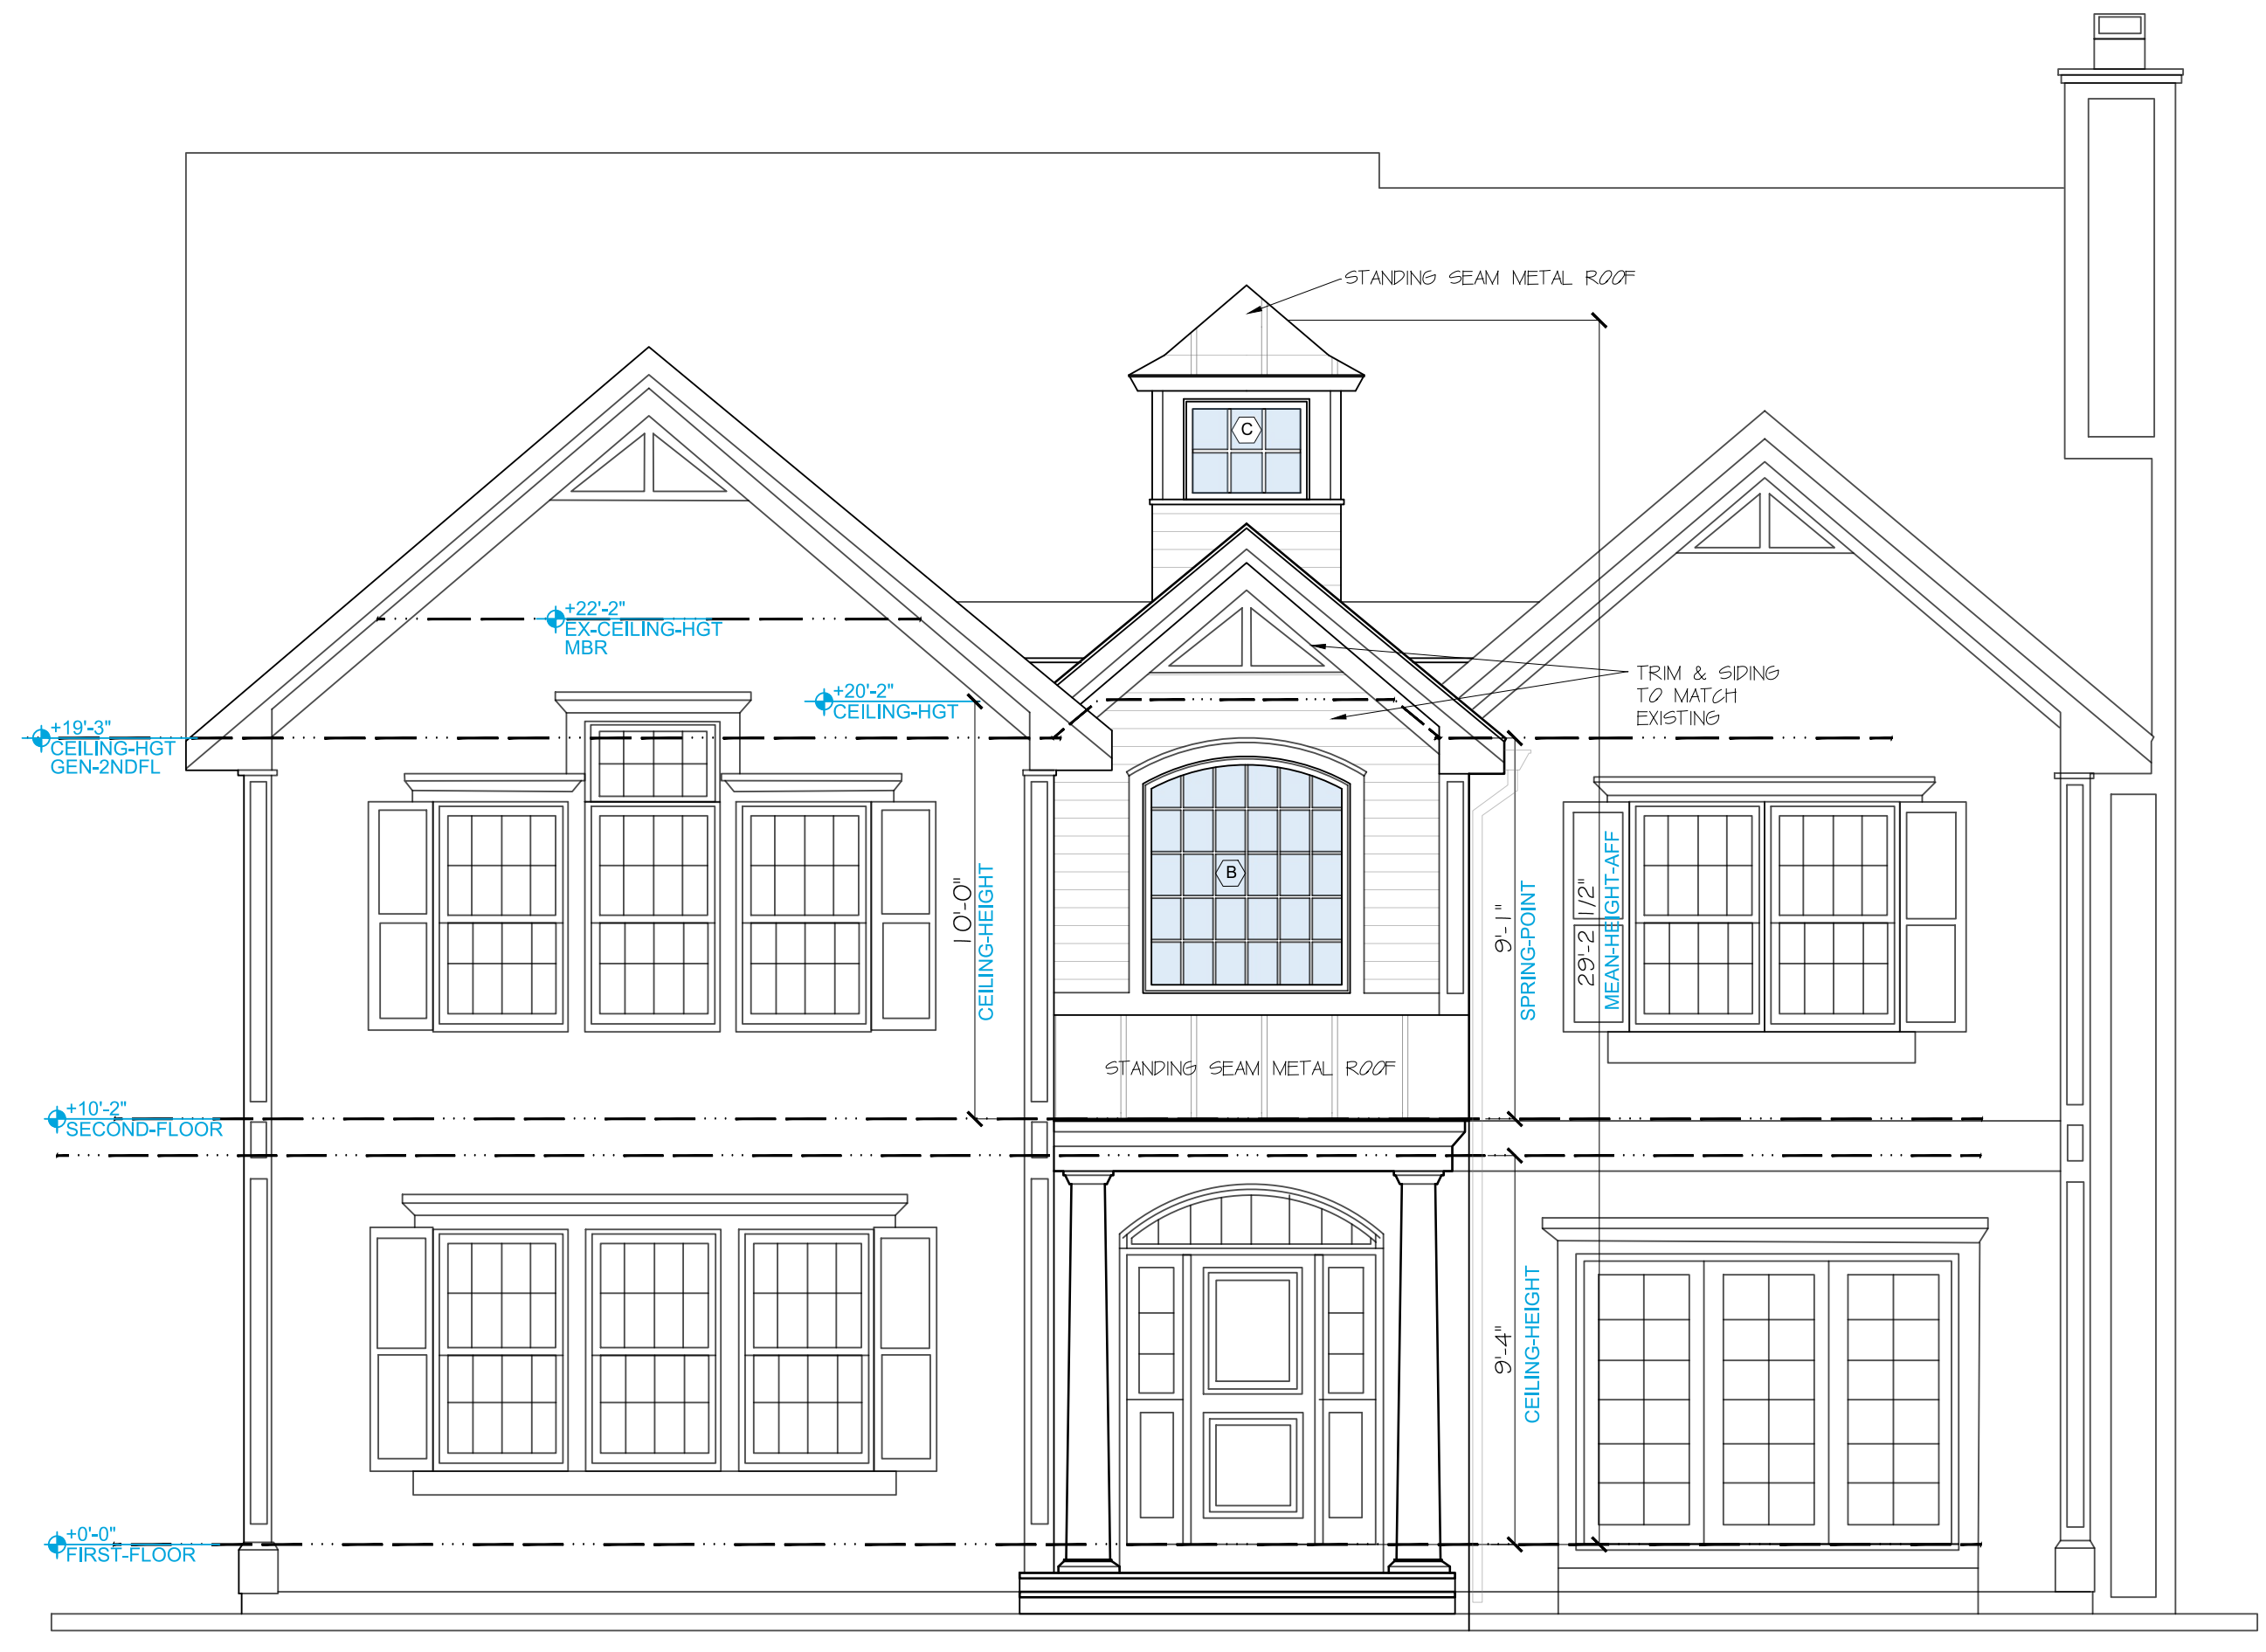 STANDING SEAM METAL ROOF
C
+22'-2"
EX-CEILING-HGT
MBR
TRIM & SIDING
TO MATCH
EXISTING
+20'-2"
CEILING-HGT
+19'-3"
CEILING-HGT
GEN-2NDFL
B
10'-0"
CEILING-HEIGHT
9'-1"
SPRING-POINT
29'-2 1/2"
MEAN-HEIGHT-AFF
STANDING SEAM METAL ROOF
+10'-2"
SECOND-FLOOR
9'-4"
CEILING-HEIGHT
+0'-0"
FIRST-FLOOR